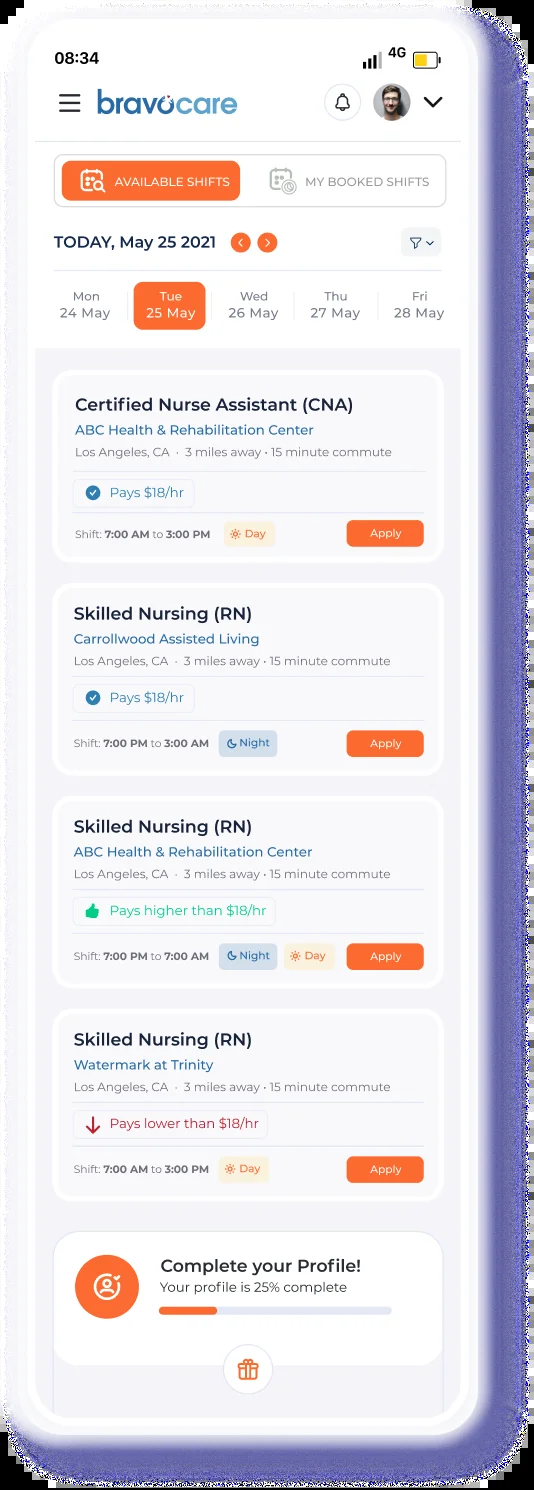 08:34
4G
bravocare
AVAILABLE SHIFTS
MY BOOKED SHIFTS
TODAY, May 25 2021
Mon Tue Wed Thu Fri
24 May 25 May 26 May 27 May 28 May
Certified Nurse Assistant (CNA)
ABC Health & Rehabilitation Center
Los Angeles, CA · 3 miles away • 15 minute commute
Pays $18/hr
Shift: 7:00 AM to 3:00 PM Day Apply
Skilled Nursing (RN)
Carrollwood Assisted Living
Los Angeles, CA · 3 miles away • 15 minute commute
Pays $18/hr
Shift: 7:00 PM to 3:00 AM Night Apply
Skilled Nursing (RN)
ABC Health & Rehabilitation Center
Los Angeles, CA · 3 miles away • 15 minute commute
Pays higher than $18/hr
Shift: 7:00 PM to 7:00 AM Night Day Apply
Skilled Nursing (RN)
Watermark at Trinity
Los Angeles, CA · 3 miles away • 15 minute commute
Pays lower than $18/hr
Shift: 7:00 AM to 3:00 PM Day Apply
Complete your Profile!
Your profile is 25% complete